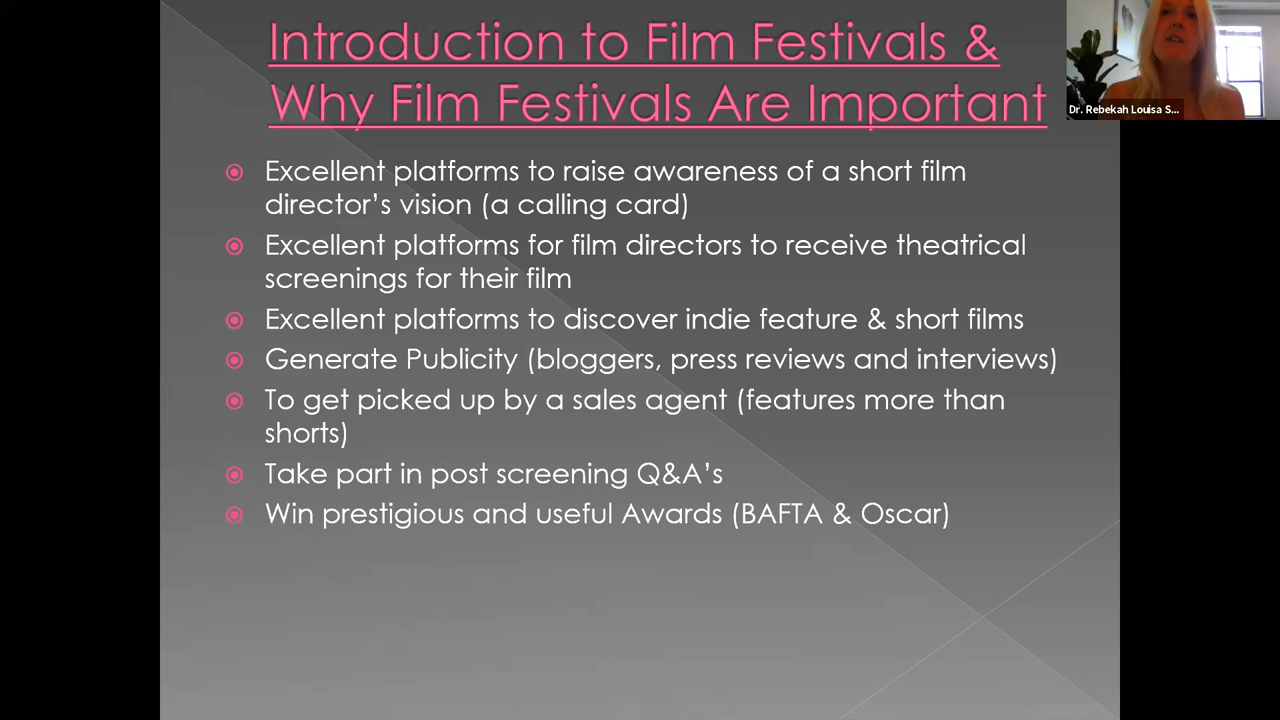 Introduction to Film Festivals &
Why Film Festivals Are Important
Dr. Rebekah Louisa S...
Excellent platforms to raise awareness of a short film
director’s vision (a calling card)
Excellent platforms for film directors to receive theatrical
screenings for their film
Excellent platforms to discover indie feature & short films
Generate Publicity (bloggers, press reviews and interviews)
To get picked up by a sales agent (features more than
shorts)
Take part in post screening Q&A’s
Win prestigious and useful Awards (BAFTA & Oscar)